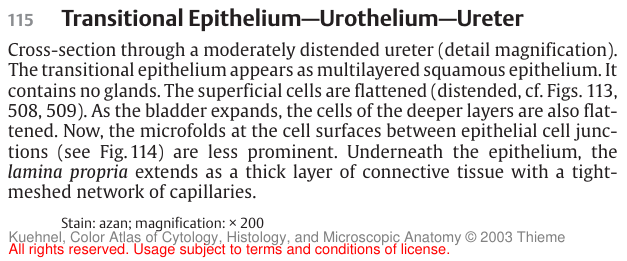 115 Transitional Epithelium—Urothelium—Ureter
Cross-section through a moderately distended ureter (detail magnification).
The transitional epithelium appears as multilayered squamous epithelium. It
contains no glands. The superficial cells are flattened (distended, cf. Figs. 113,
508, 509). As the bladder expands, the cells of the deeper layers are also flat-
tened. Now, the microfolds at the cell surfaces between epithelial cell junc-
tions (see Fig. 114) are less prominent. Underneath the epithelium, the
lamina propria extends as a thick layer of connective tissue with a tight-
meshed network of capillaries.
Stain: azan; magnification: × 200
Kuehnel, Color Atlas of Cytology, Histology, and Microscopic Anatomy © 2003 Thieme
All rights reserved. Usage subject to terms and conditions of license.